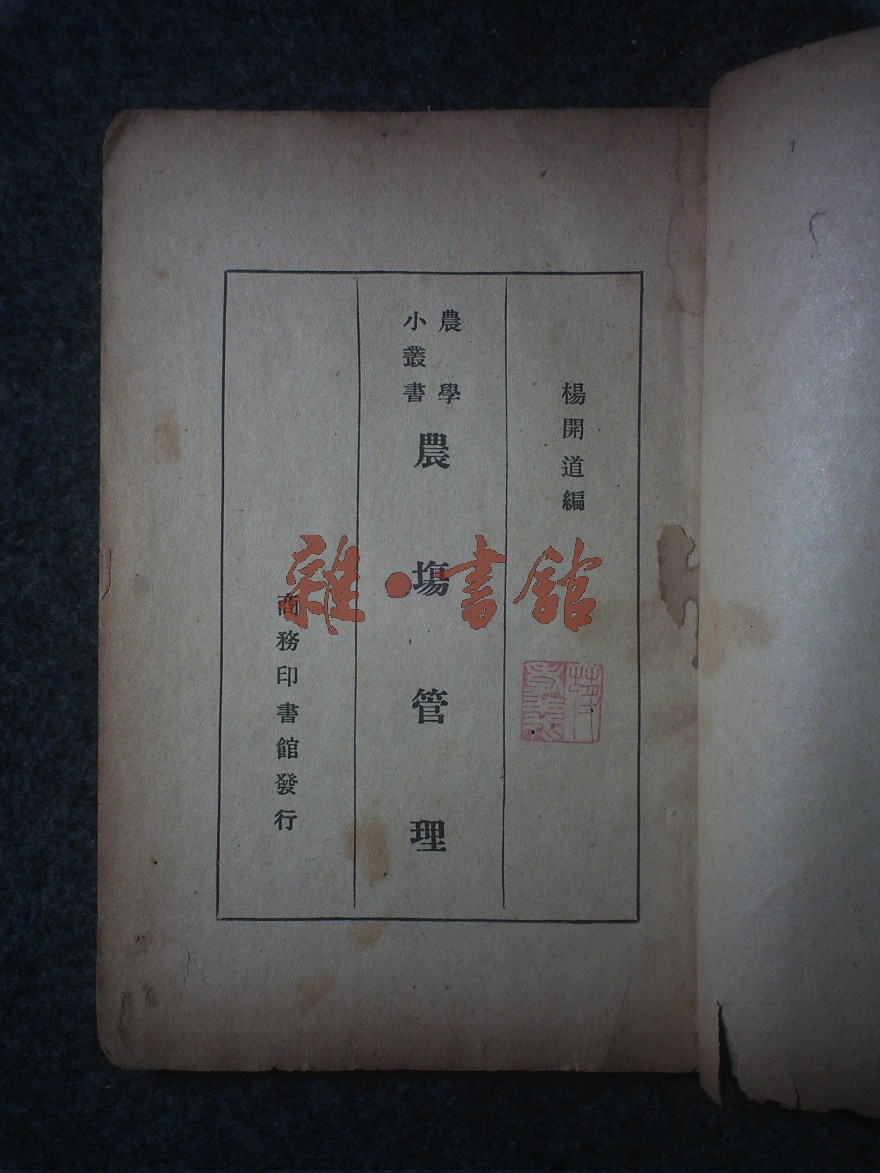 楊開道編
農學
小叢書
農塲管理
商務印書館發行
雜·書館